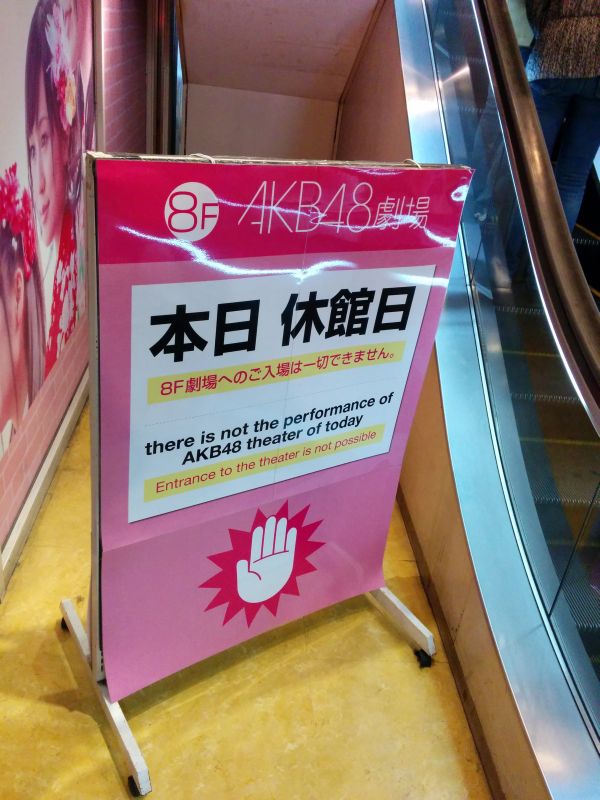 8F AKB48劇場
本日 休館日
8F劇場へのご入場は一切できません。
there is not the performance of
AKB48 theater of today
Entrance to the theater is not possible